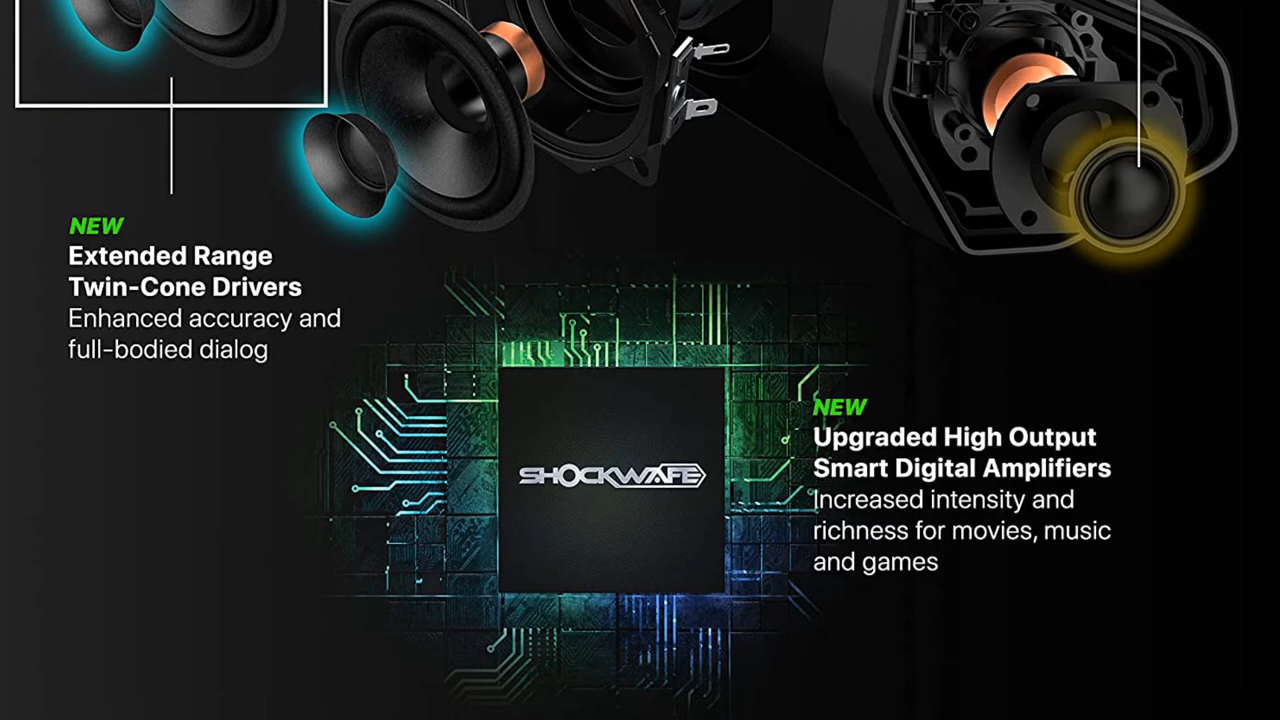 NEW
Extended Range
Twin-Cone Drivers
Enhanced accuracy and
full-bodied dialog
SHOCKWAFE
NEW
Upgraded High Output
Smart Digital Amplifiers
Increased intensity and
richness for movies, music
and games